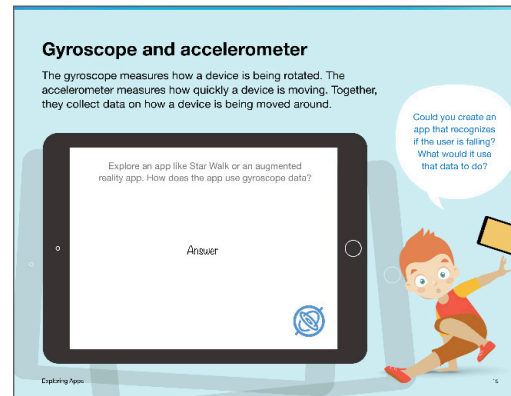 Gyroscope and accelerometer
The gyroscope measures how a device is being rotated. The
accelerometer measures how quickly a device is moving. Together,
they collect data on how a device is being moved around.
Could you create an
app that recognizes
if the user is falling?
What would it use
that data to do?
Explore an app like Star Walk or an augmented
reality app. How does the app use gyroscope data?
Answer
Exploring Apps